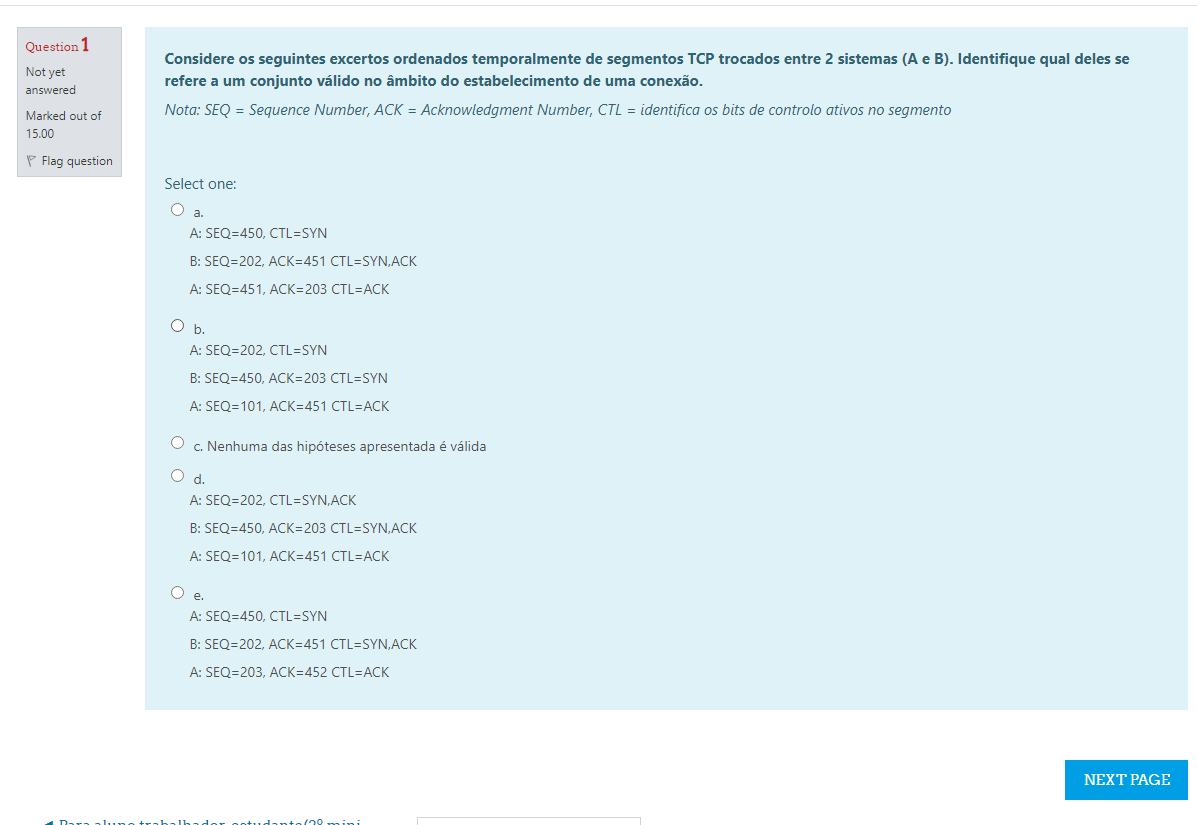 Question 1
Not yet
answered
Marked out of
15.00
Flag question
Considere os seguintes excertos ordenados temporalmente de segmentos TCP trocados entre 2 sistemas (A e B). Identifique qual deles se
refere a um conjunto válido no âmbito do estabelecimento de uma conexão.
Nota: SEQ = Sequence Number, ACK = Acknowledgment Number, CTL = identifica os bits de controlo ativos no segmento
Select one:
a.
A: SEQ=450, CTL=SYN
B: SEQ=202, ACK=451 CTL=SYN,ACK
A: SEQ=451, ACK=203 CTL=ACK
b.
A: SEQ=202, CTL=SYN
B: SEQ=450, ACK=203 CTL=SYN
A: SEQ=101, ACK=451 CTL=ACK
c. Nenhuma das hipóteses apresentada é válida
d.
A: SEQ=202, CTL=SYN,ACK
B: SEQ=450, ACK=203 CTL=SYN,ACK
A: SEQ=101, ACK=451 CTL=ACK
e.
A: SEQ=450, CTL=SYN
B: SEQ=202, ACK=451 CTL=SYN,ACK
A: SEQ=203, ACK=452 CTL=ACK
NEXT PAGE
◄ Para aluno trabalhador-estudante(2º mini